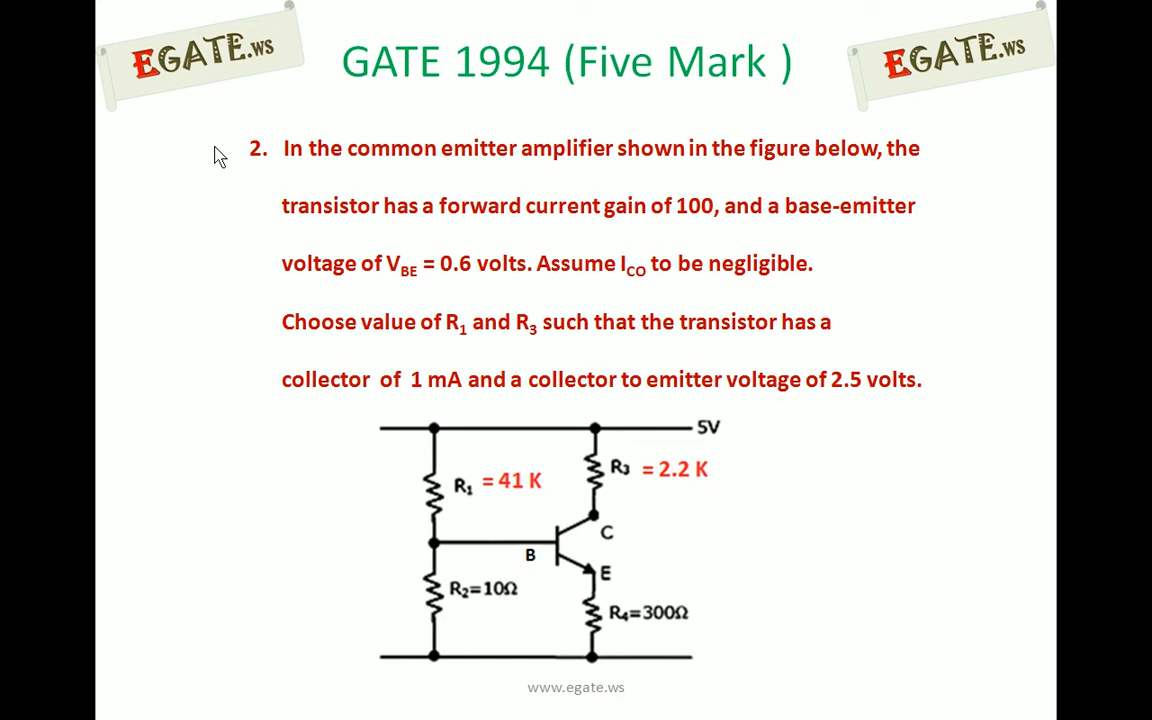 EGATE.ws
GATE 1994 (Five Mark )
EGATE.ws
2. In the common emitter amplifier shown in the figure below, the
transistor has a forward current gain of 100, and a base-emitter
voltage of VBE = 0.6 volts. Assume ICO to be negligible.
Choose value of R1 and R3 such that the transistor has a
collector of 1 mA and a collector to emitter voltage of 2.5 volts.
5V
R3 = 2.2 K
R1 = 41 K
C
B
E
R2=10Ω
R4=300Ω
www.egate.ws